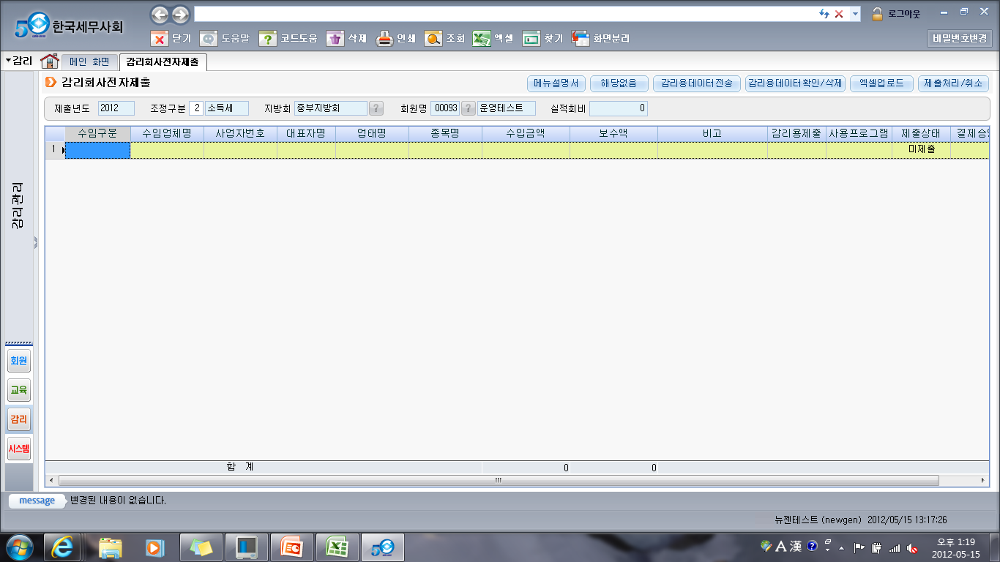 50 한국세무사회
로그아웃
닫기 도움말 코드도움 삭제 인쇄 조회 엑셀 찾기 화면분리 비밀번호변경
감리 메인 화면 감리회사전자제출
감리회사전자제출 메뉴설명서 해당없음 감리용데이터전송 감리용데이터확인/삭제 엑셀업로드 제출처리/취소
제출년도 2012 조정구분 2 소득세 지방회 중부지방회 ? 회원명 00093 ? 운영테스트 실적회비 0
수임구분 수임업체명 사업자번호 대표자명 업태명 종목명 수입금액 보수액 비고 감리용제출 사용프로그램 제출상태 결제승
1 미제출
감리관리
회원
교육
감리
시스템
합 계 0 0
message 변경된 내용이 없습니다.
뉴젠테스트 (newgen) 2012/05/15 13:17:26
A 漢 ? 오후 1:19
2012-05-15